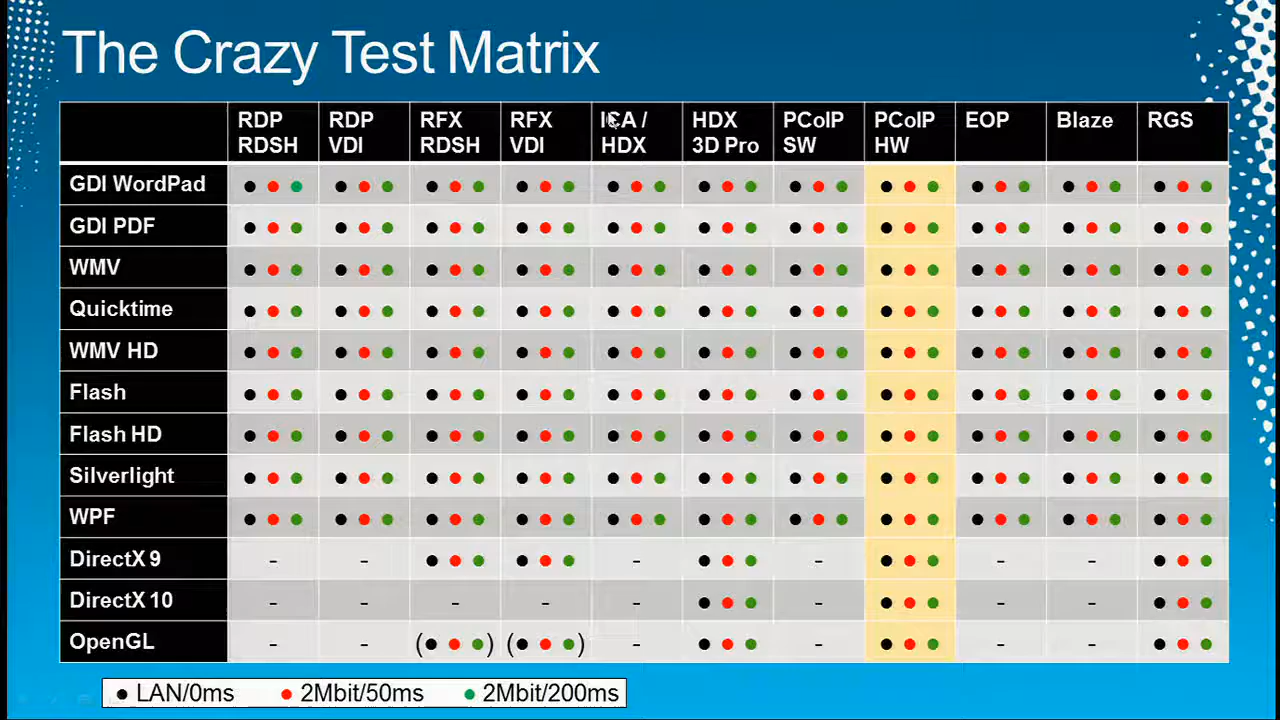 The Crazy Test Matrix
RDP RDSH RDP VDI RFX RDSH RFX VDI ICA / HDX HDX 3D Pro PCoIP SW PCoIP HW EOP Blaze RGS
GDI WordPad ● ● ● ● ● ● ● ● ● ● ● ● ● ● ● ● ● ● ● ● ● ● ● ● ● ● ● ● ● ● ● ● ●
GDI PDF ● ● ● ● ● ● ● ● ● ● ● ● ● ● ● ● ● ● ● ● ● ● ● ● ● ● ● ● ● ● ● ● ●
WMV ● ● ● ● ● ● ● ● ● ● ● ● ● ● ● ● ● ● ● ● ● ● ● ● ● ● ● ● ● ● ● ● ●
Quicktime ● ● ● ● ● ● ● ● ● ● ● ● ● ● ● ● ● ● ● ● ● ● ● ● ● ● ● ● ● ● ● ● ●
WMV HD ● ● ● ● ● ● ● ● ● ● ● ● ● ● ● ● ● ● ● ● ● ● ● ● ● ● ● ● ● ● ● ● ●
Flash ● ● ● ● ● ● ● ● ● ● ● ● ● ● ● ● ● ● ● ● ● ● ● ● ● ● ● ● ● ● ● ● ●
Flash HD ● ● ● ● ● ● ● ● ● ● ● ● ● ● ● ● ● ● ● ● ● ● ● ● ● ● ● ● ● ● ● ● ●
Silverlight ● ● ● ● ● ● ● ● ● ● ● ● ● ● ● ● ● ● ● ● ● ● ● ● ● ● ● ● ● ● ● ● ●
WPF ● ● ● ● ● ● ● ● ● ● ● ● ● ● ● ● ● ● ● ● ● ● ● ● ● ● ● ● ● ● ● ● ●
DirectX 9 - - ● ● ● ● ● ● - ● ● ● - ● ● ● - - ● ● ●
DirectX 10 - - - - - ● ● ● - ● ● ● - - ● ● ●
OpenGL - - (● ● ●) (● ● ●) - ● ● ● - ● ● ● - - ● ● ●
● LAN/0ms ● 2Mbit/50ms ● 2Mbit/200ms